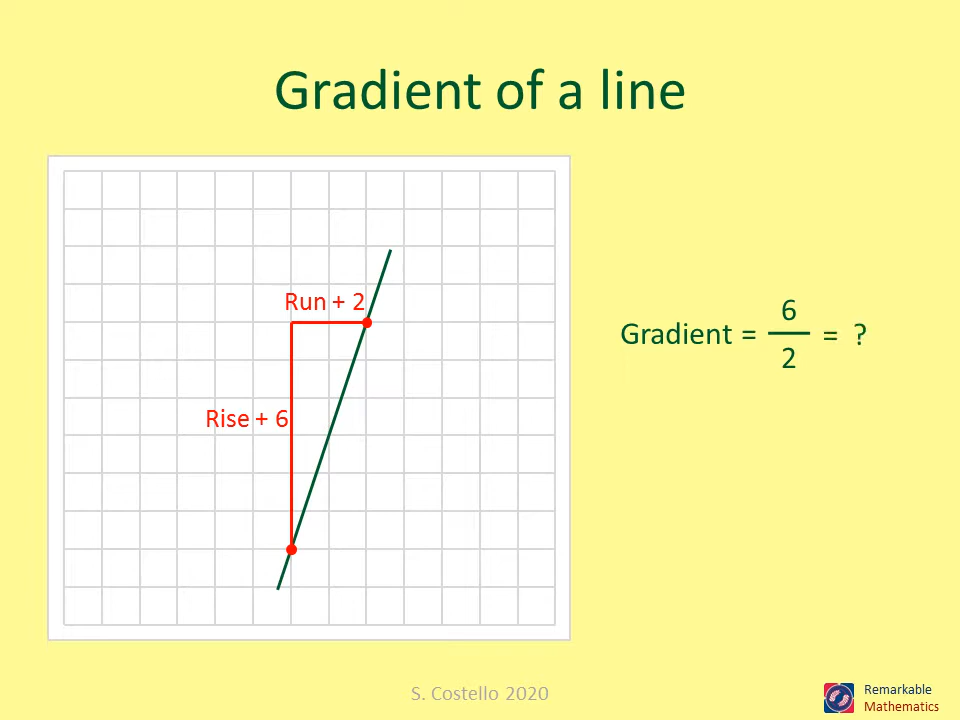 Gradient of a line
Run + 2
Rise + 6
Gradient = 6/2 = ?
S. Costello 2020
Remarkable
Mathematics